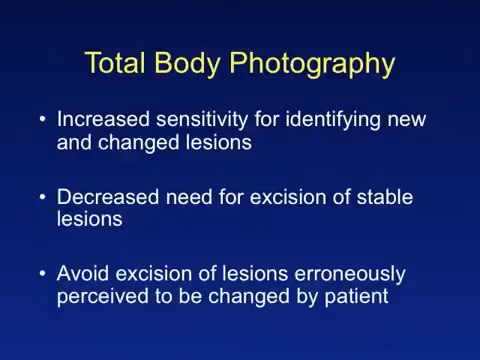 Total Body Photography
• Increased sensitivity for identifying new
and changed lesions
• Decreased need for excision of stable
lesions
• Avoid excision of lesions erroneously
perceived to be changed by patient